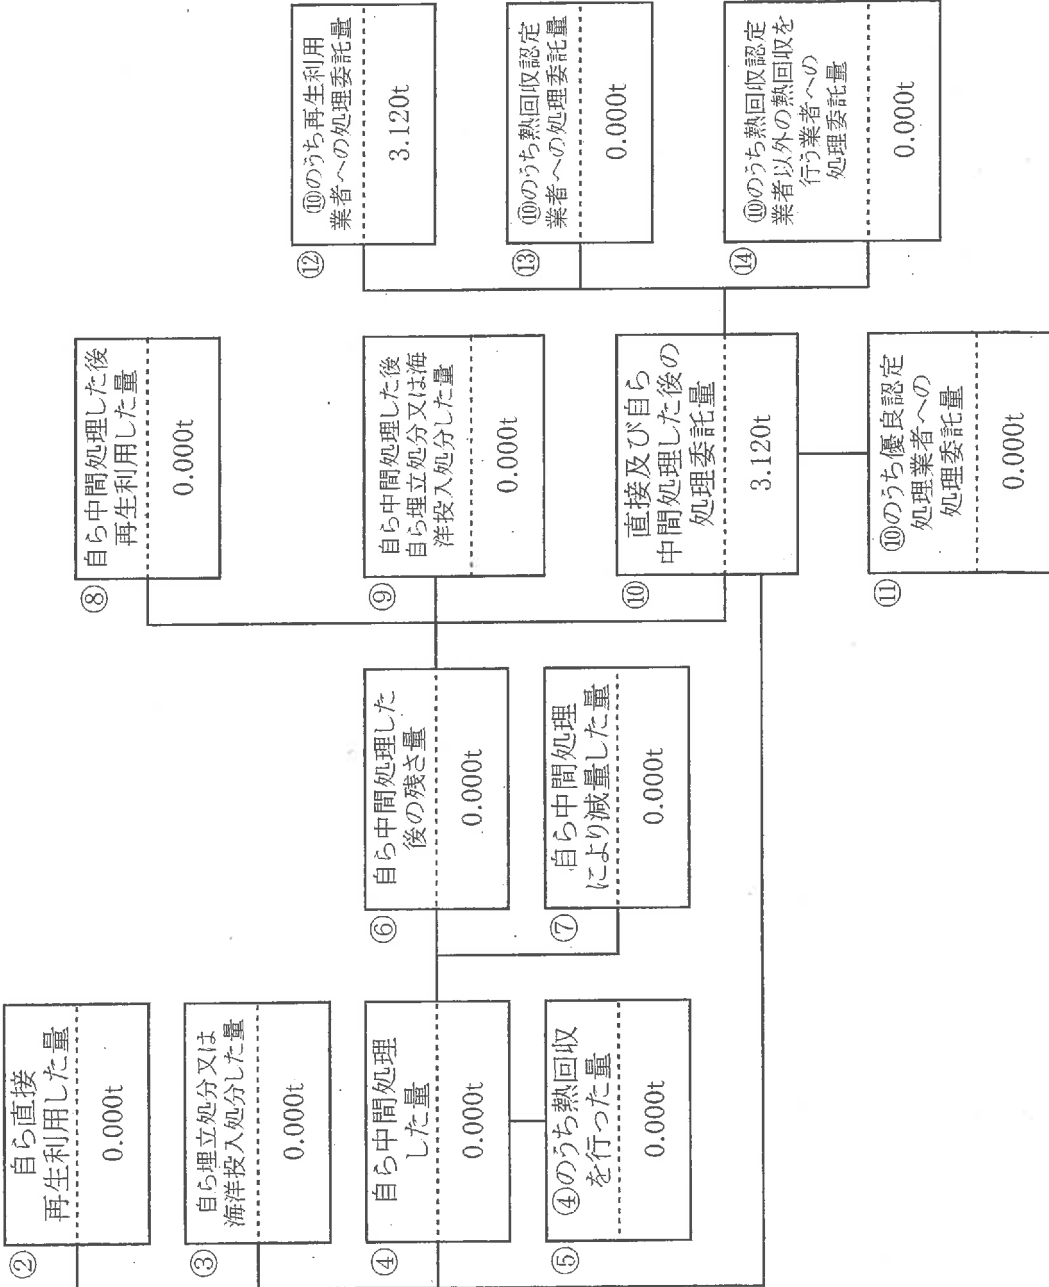 ②
自ら直接
再生利用した量
0.000t
③
自ら埋立処分又は
海洋投入処分した量
0.000t
④
自ら中間処理
した量
0.000t
⑤
④のうち熱回収
を行った量
0.000t
⑥
自ら中間処理した
後の残さ量
0.000t
⑦
自ら中間処理
により減量した量
0.000t
⑧
自ら中間処理した後
再生利用した量
0.000t
⑨
自ら中間処理した後
自ら埋立処分又は海
洋投入処分した量
0.000t
⑩
直接及び自ら
中間処理した後の
処理委託量
3.120t
⑪
⑩のうち優良認定
処理業者への
処理委託量
0.000t
⑫
⑩のうち再生利用
業者への処理委託量
3.120t
⑬
⑩のうち熱回収認定
業者への処理委託量
0.000t
⑭
⑩のうち熱回収認定
業者以外の熱回収を
行う業者への
処理委託量
0.000t